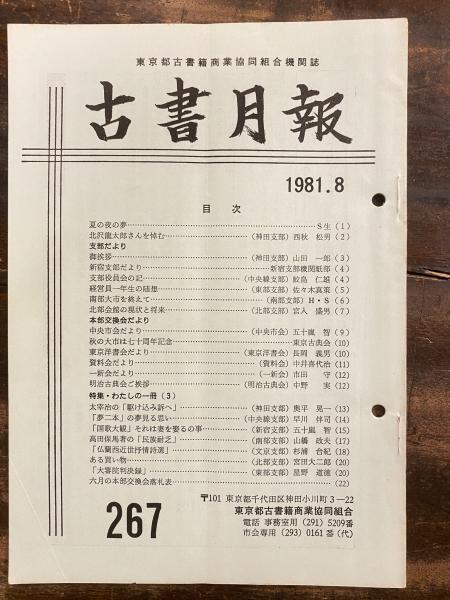 東京都古書籍商業協同組合機関誌
古書月報
1981.8
目次
夏の夜の夢…S生(1)
北沢龍太郎さんを悼む…(神田支部)西秋松男(2)
支部だより
御挨拶…(神田支部)山田一郎(3)
新宿支部だより…新宿支部機関紙部(4)
支部役員会の記…(中央線支部)鮫島仁雄(4)
経営員一年生の随想…(東部支部)佐々木真策(5)
南部大市を終えて…(南部支部)H・S(6)
北部会館の現状と将来…(北部支部)宮入盛男(7)
本部交換会だより
中央市会だより…(中央市会)五十嵐智(9)
秋の大市は七十周年記念…東京古典会(10)
東京洋書会だより…(東京洋書会)長岡義男(10)
資料会だより…(資料会)中井喜代治(11)
一新会だより…(一新会)市田守(12)
明治古典会ご挨拶…(明治古典会)中野実(12)
特集・わたしの一冊(3)
太宰治の「駆け込み訴へ」…(神田支部)奥平晃一(13)
「夢二本」の夢見る思い…(中央線支部)早川伴司(14)
「国歌大観」それは妻を娶るの事…(新宿支部)五十嵐智(15)
高田保馬著の「民族耐乏」…(南部支部)山橋政夫(17)
「仏蘭西近世抒情詩選」…(文京支部)杉浦台紀(18)
ある買い物…(北部支部)宮田大二郎(20)
「大審院判決録」…(東部支部)星野道徳(20)
六月の本部交換会落札表…(22)
〒101 東京都千代田区神田小川町3−22
東京都古書籍商業協同組合
電話 事務室用(291)5209番
市会専用(293)0161番(代)
267